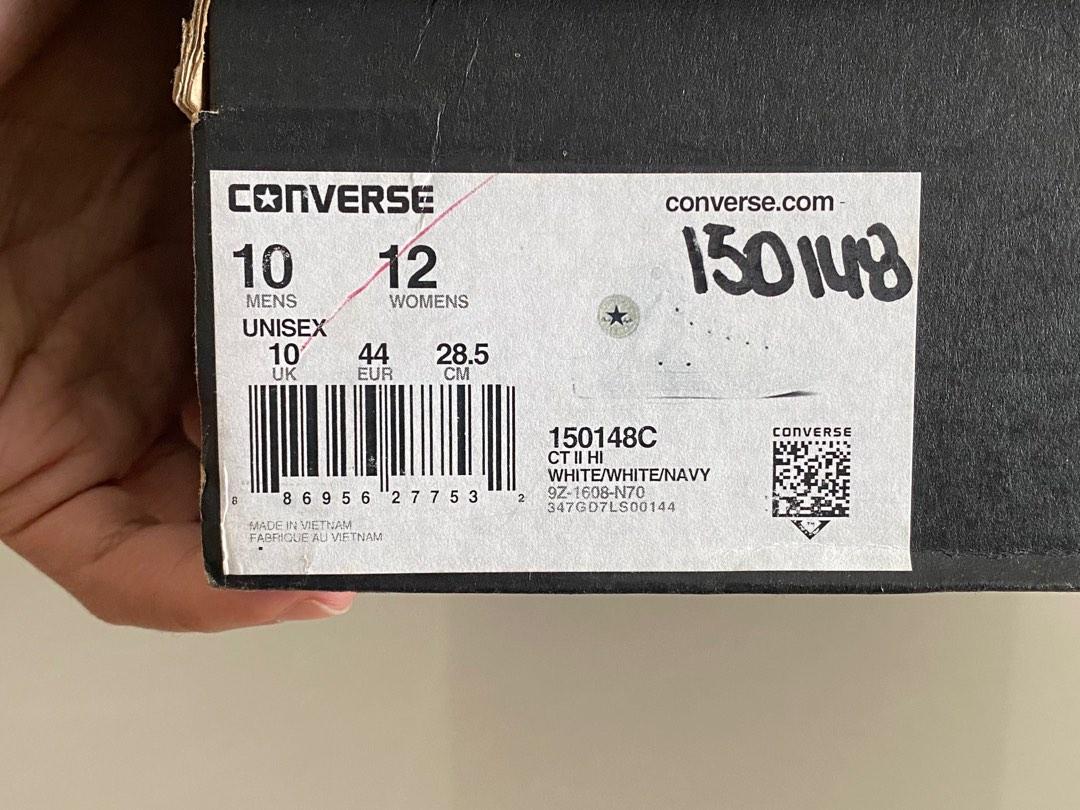 CONVERSE
converse.com
150148
10 12
MENS WOMENS
UNISEX
10 44 28.5
UK EUR CM
8 86956 27753 2
MADE IN VIETNAM
FABRIQUE AU VIETNAM
150148C
CT II HI
WHITE/WHITE/NAVY
9Z-1608-N70
347GD7LS00144
CONVERSE
TM